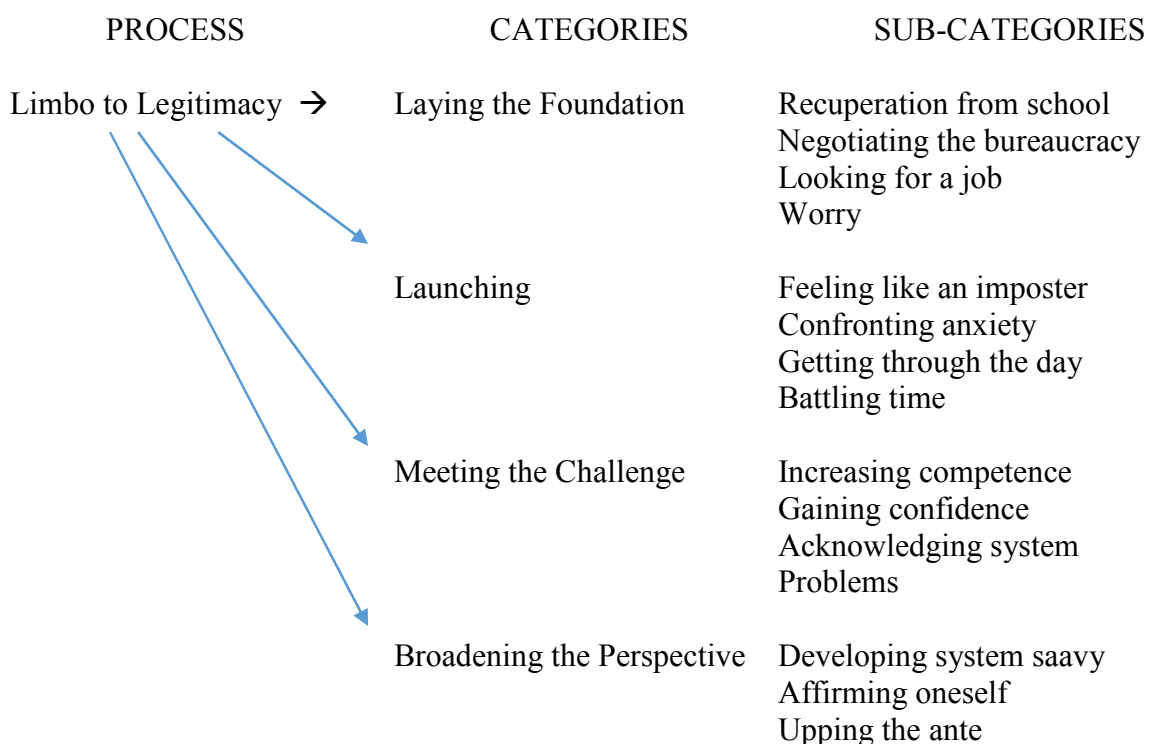 PROCESS CATEGORIES SUB-CATEGORIES
Limbo to Legitimacy → Laying the Foundation Recuperation from school
Negotiating the bureaucracy
Looking for a job
Worry
Launching Feeling like an imposter
Confronting anxiety
Getting through the day
Battling time
Meeting the Challenge Increasing competence
Gaining confidence
Acknowledging system
Problems
Broadening the Perspective Developing system saavy
Affirming oneself
Upping the ante